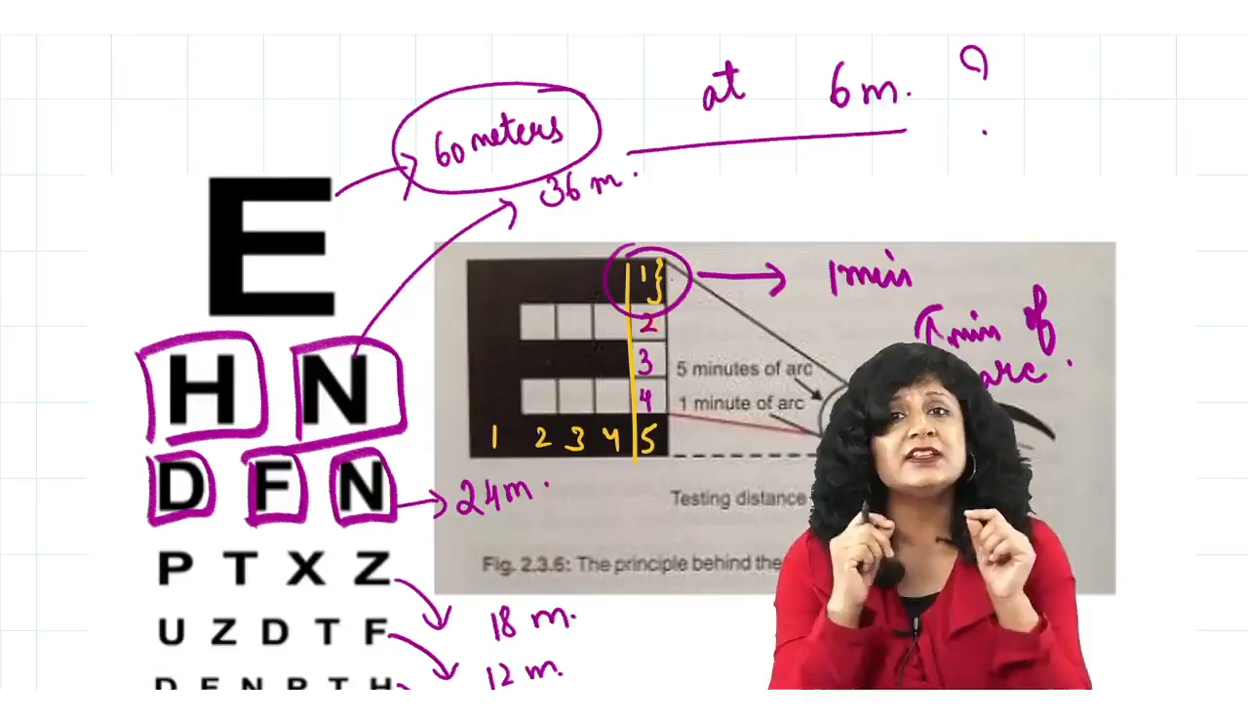 at 6 m. ?
60 meters
36 m.
E
H N
D F N
24 m.
P T X Z
18 m.
U Z D T F
12 m.
1 }
2
3
4
1 2 3 4 5
1 min
min of
arc.
5 minutes of arc
1 minute of arc
Testing distance
Fig. 2.3.6: The principle behind the